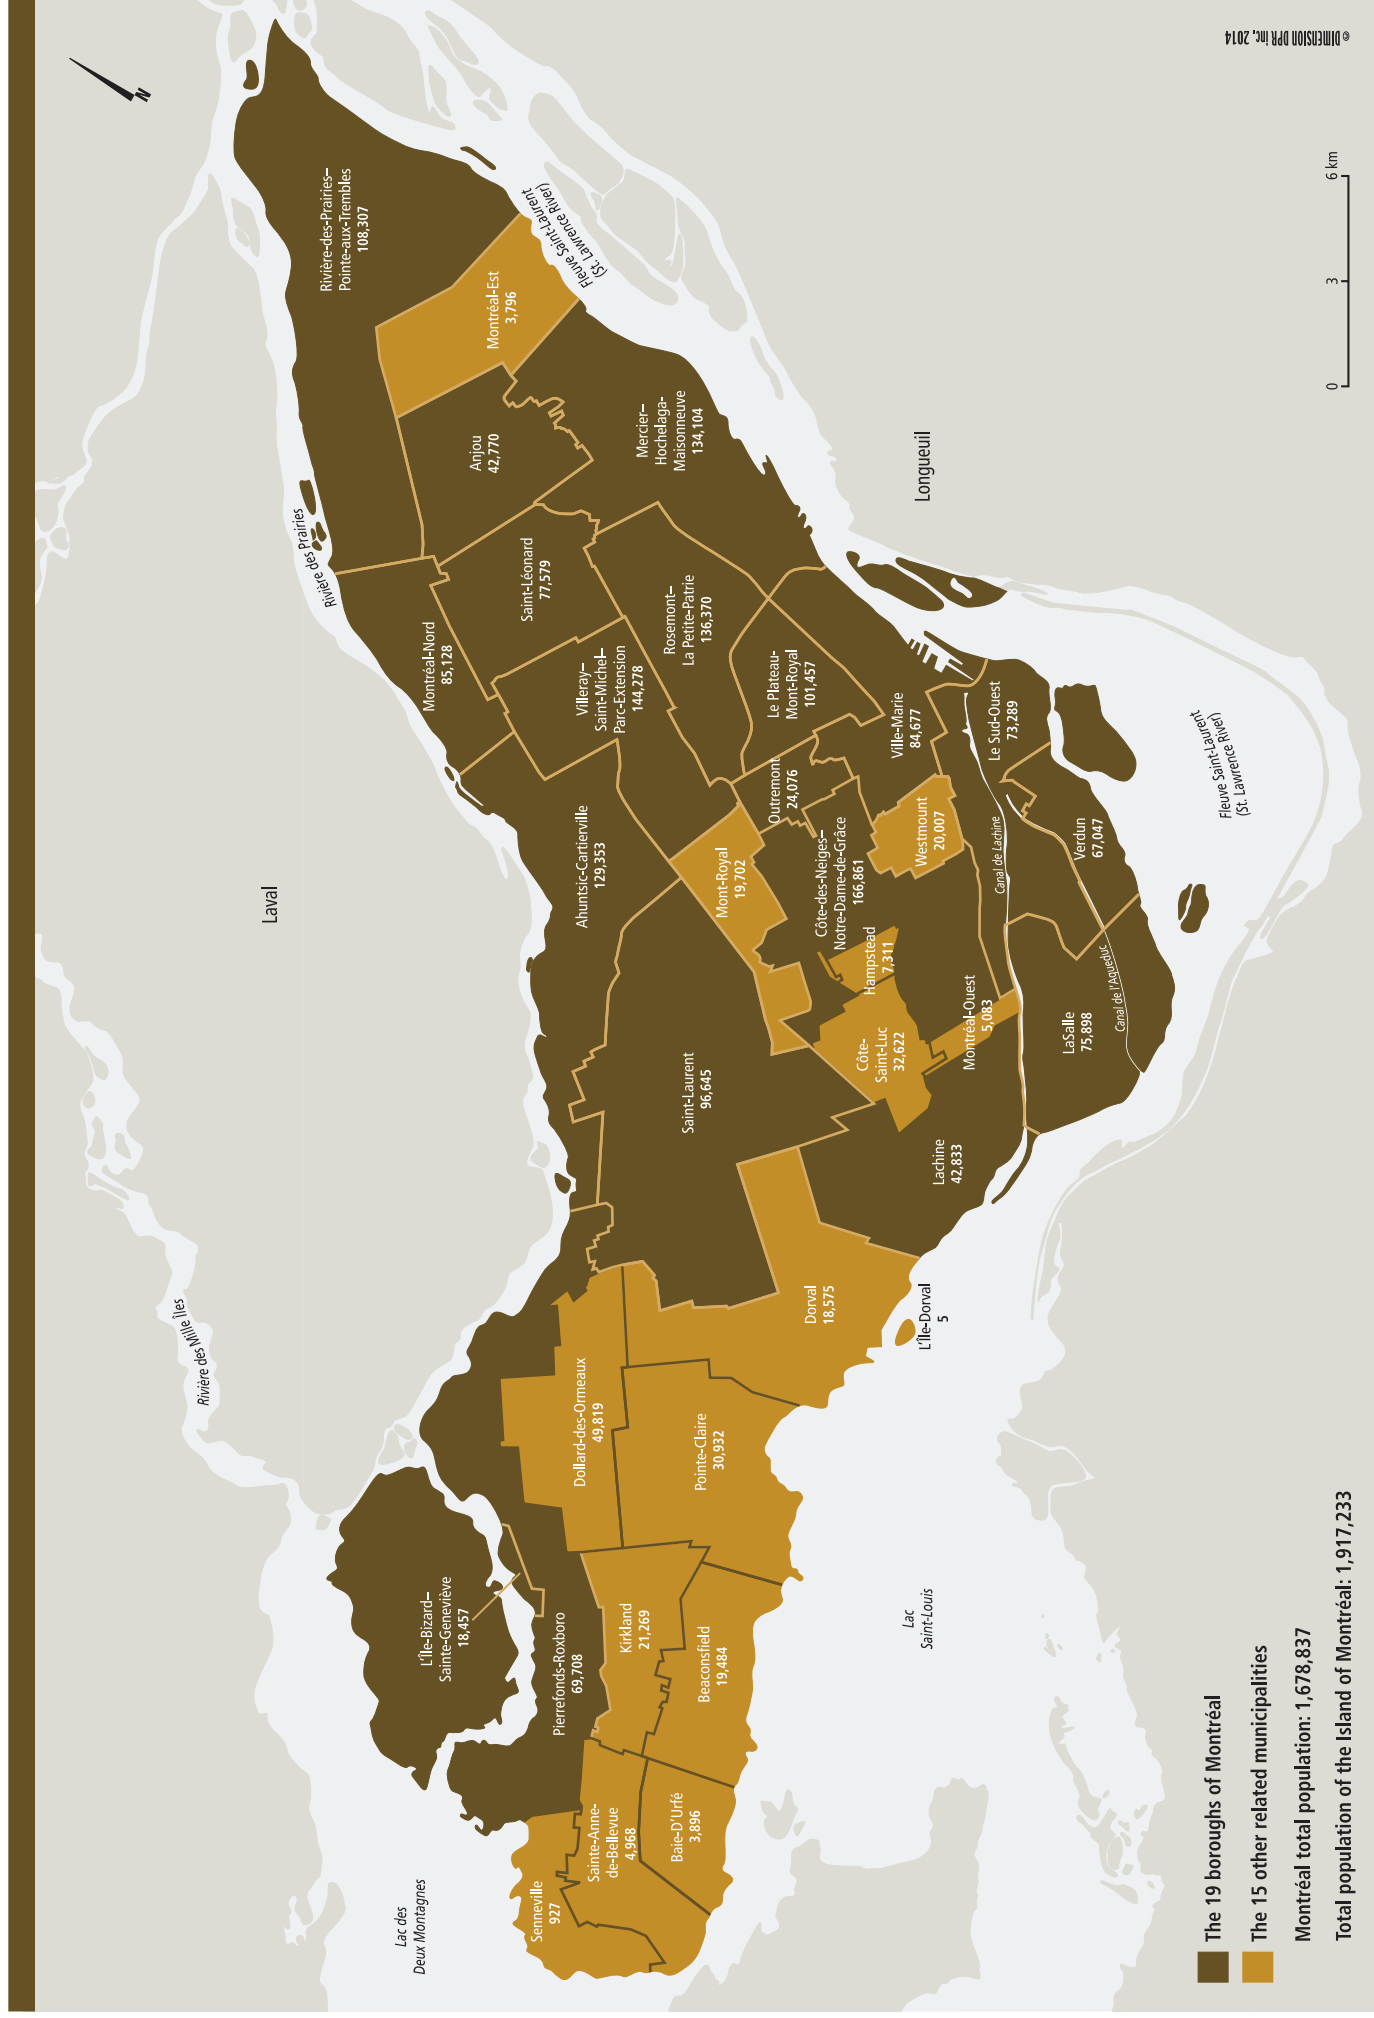 © DIMENSION DPR inc, 2014
N
Rivière-des-Prairies–
Pointe-aux-Trembles
108,307
Montréal-Est
3,796
Fleuve Saint-Laurent
(St. Lawrence River)
Anjou
42,770
Mercier–
Hochelaga-
Maisonneuve
134,104
Rivière des Prairies
Montréal-Nord
85,128
Saint-Léonard
77,579
Villeray–
Saint-Michel–
Parc-Extension
144,278
Rosemont–
La Petite-Patrie
136,370
Le Plateau-
Mont-Royal
101,457
Ville-Marie
84,677
Le Sud-Ouest
73,289
Longueuil
Fleuve Saint-Laurent
(St. Lawrence River)
Laval
Ahuntsic-Cartierville
129,353
Outremont
24,076
Mont-Royal
19,702
Côte-des-Neiges–
Notre-Dame-de-Grâce
166,861
Westmount
20,007
Canal de Lachine
Verdun
67,047
Hampstead
7,311
Côte-
Saint-Luc
32,622
Montréal-Ouest
5,083
LaSalle
75,898
Canal de l'Aqueduc
Saint-Laurent
96,645
Lachine
42,833
Dorval
18,575
L'Île-Dorval
5
Rivière des Mille Îles
Dollard-des-Ormeaux
49,819
Pointe-Claire
30,932
L'Île-Bizard–
Sainte-Geneviève
18,457
Pierrefonds-Roxboro
69,708
Kirkland
21,269
Beaconsfield
19,484
Lac
Saint-Louis
Sainte-Anne-
de-Bellevue
4,968
Baie-D'Urfé
3,896
Senneville
927
Lac des
Deux Montagnes
0
3
6 km
The 19 boroughs of Montréal
The 15 other related municipalities
Montréal total population: 1,678,837
Total population of the Island of Montréal: 1,917,233